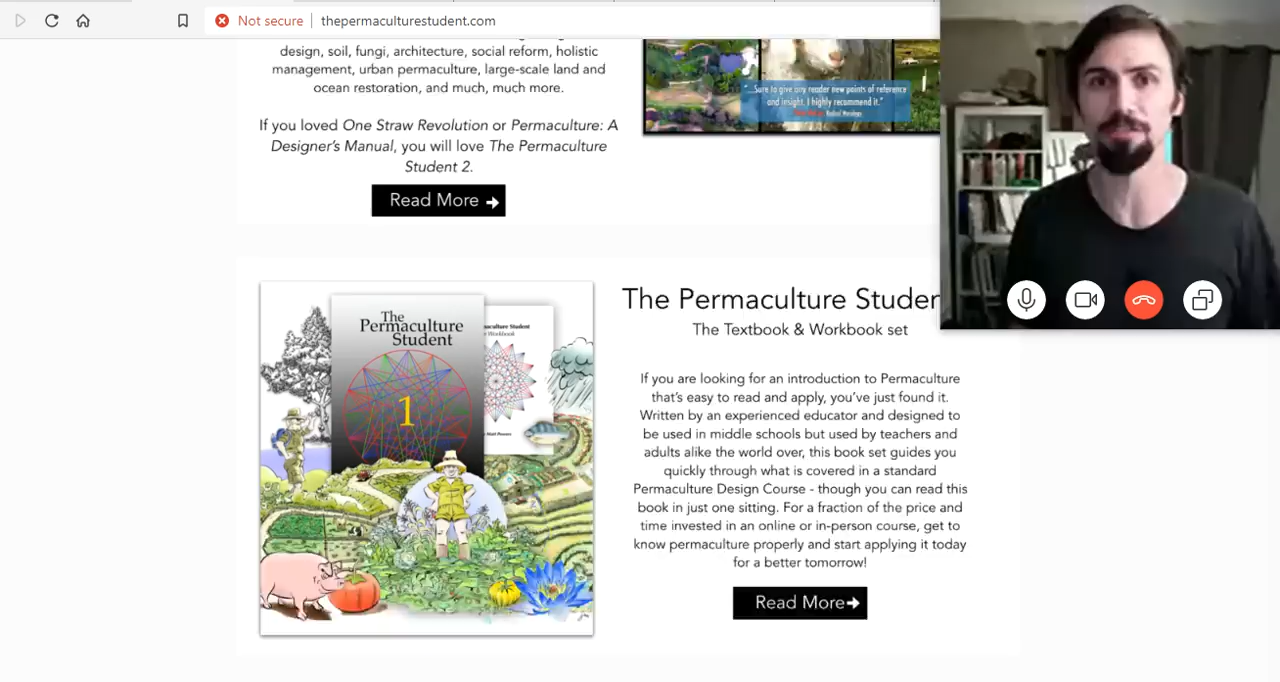 Not secure
thepermaculturestudent.com
design, soil, fungi, architecture, social reform, holistic
management, urban permaculture, large-scale land and
ocean restoration, and much, much more.
If you loved One Straw Revolution or Permaculture: A
Designer's Manual, you will love The Permaculture
Student 2.
Read More
"...Sure to give any reader new points of reference
and insight. I highly recommend it."
The
Permaculture
Student
1
The Permaculture Studen
The Textbook & Workbook set
If you are looking for an introduction to Permaculture
that's easy to read and apply, you've just found it.
Written by an experienced educator and designed to
be used in middle schools but used by teachers and
adults alike the world over, this book set guides you
quickly through what is covered in a standard
Permaculture Design Course - though you can read this
book in just one sitting. For a fraction of the price and
time invested in an online or in-person course, get to
know permaculture properly and start applying it today
for a better tomorrow!
Read More